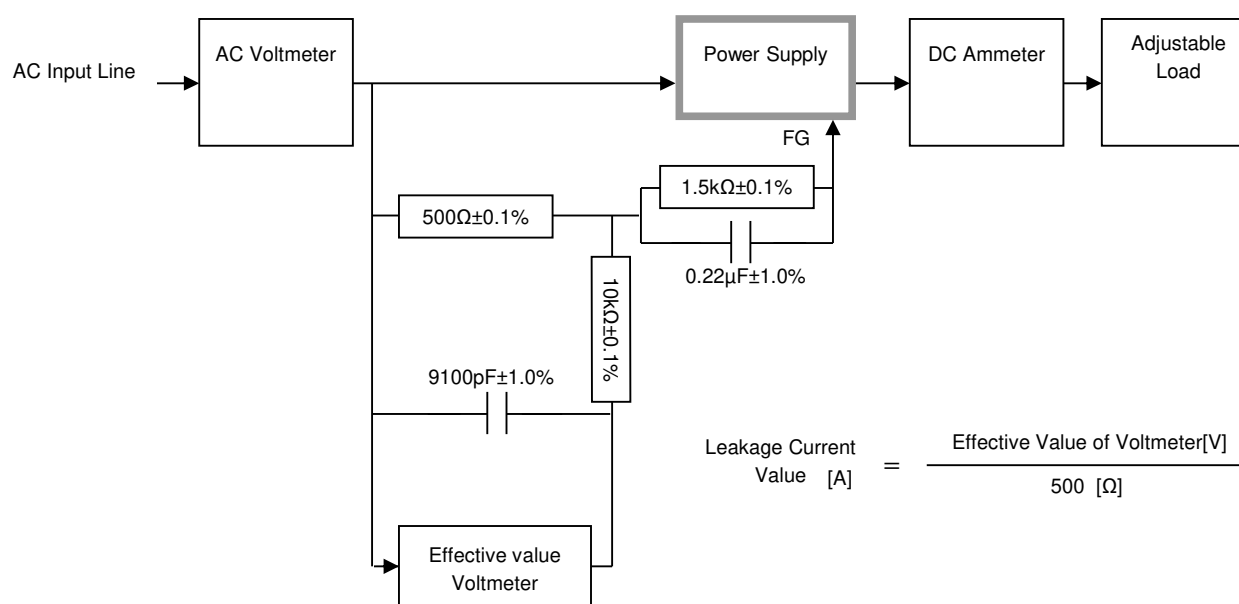 AC Input Line
AC Voltmeter
Power Supply
DC Ammeter
Adjustable
Load
FG
1.5kΩ±0.1%
500Ω±0.1%
0.22μF±1.0%
10kΩ±0.1%
9100pF±1.0%
Effective value
Voltmeter
Leakage Current
Value [A]
=
Effective Value of Voltmeter[V]
500 [Ω]